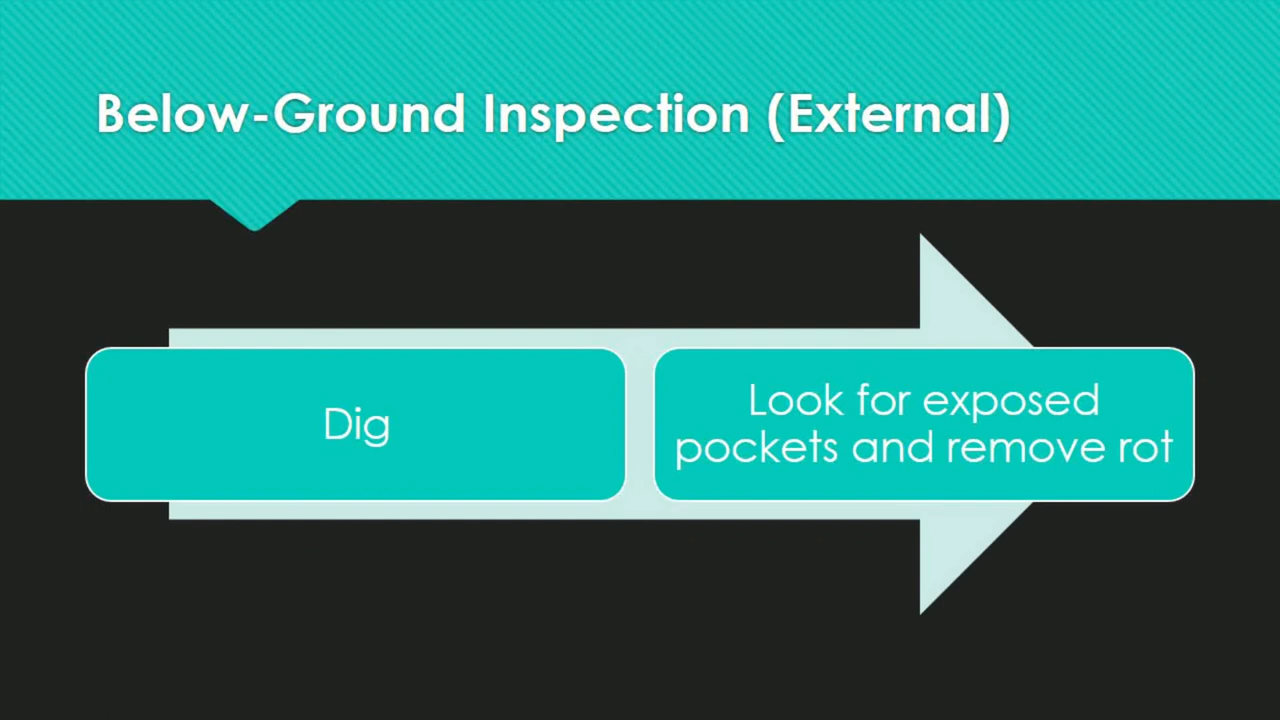 Below-Ground Inspection (External)
Dig
Look for exposed
pockets and remove rot